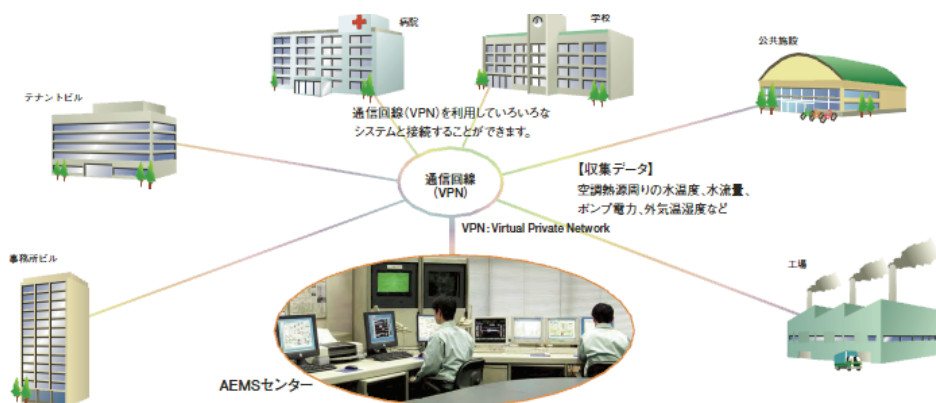 病院
学校
公共施設
テナントビル
通信回線(VPN)を利用していろいろな
システムと接続することができます。
通信回線
(VPN)
【収集データ】
空調熱源周りの水温度、水流量、
ポンプ電力、外気温湿度など
VPN：Virtual Private Network
事務所ビル
工場
AEMSセンター